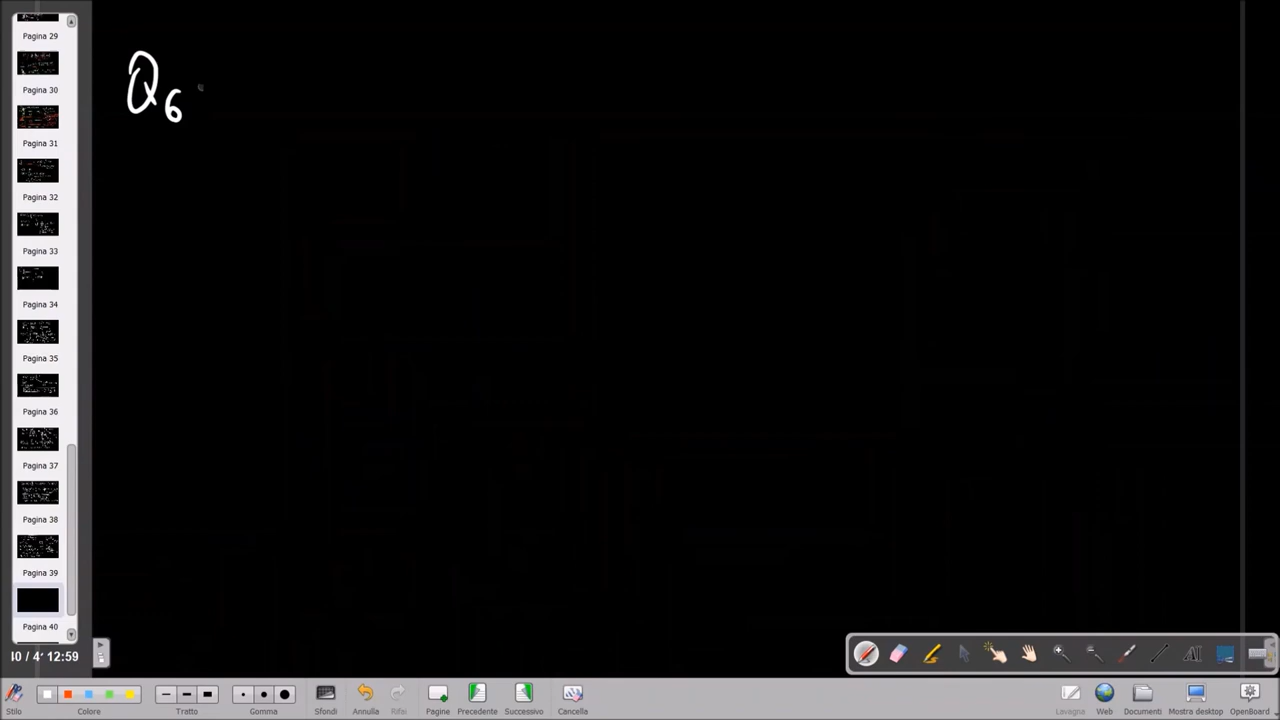 Pagina 29
Pagina 30
Pagina 31
Pagina 32
Pagina 33
Pagina 34
Pagina 35
Pagina 36
Pagina 37
Pagina 38
Pagina 39
Pagina 40
12:59
Q6
Stilo
Colore
Tratto
Gomma
Sfondi
Annulla
Rifai
Pagine
Precedente
Successivo
Cancella
Lavagna
Web
Documenti
Mostra desktop
OpenBoard